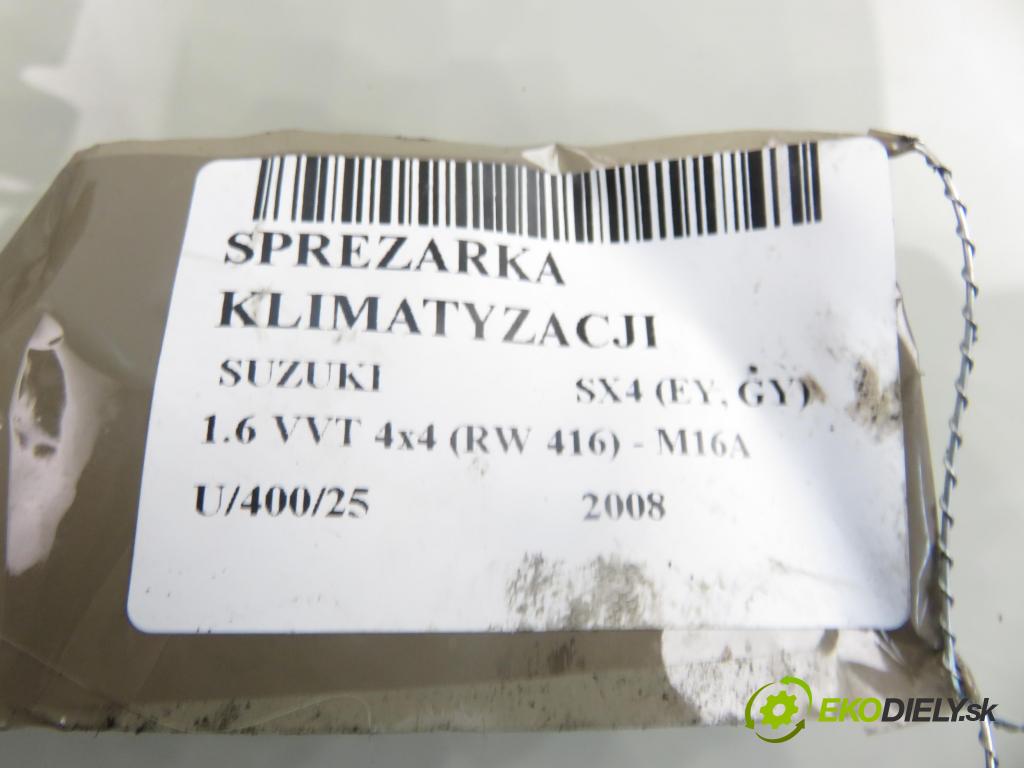 SPREZARKA
KLIMATYZACJI
SUZUKI SX4 (EY, GY)
1.6 VVT 4x4 (RW 416) - M16A
U/400/25 2008
EKODIELY.sk